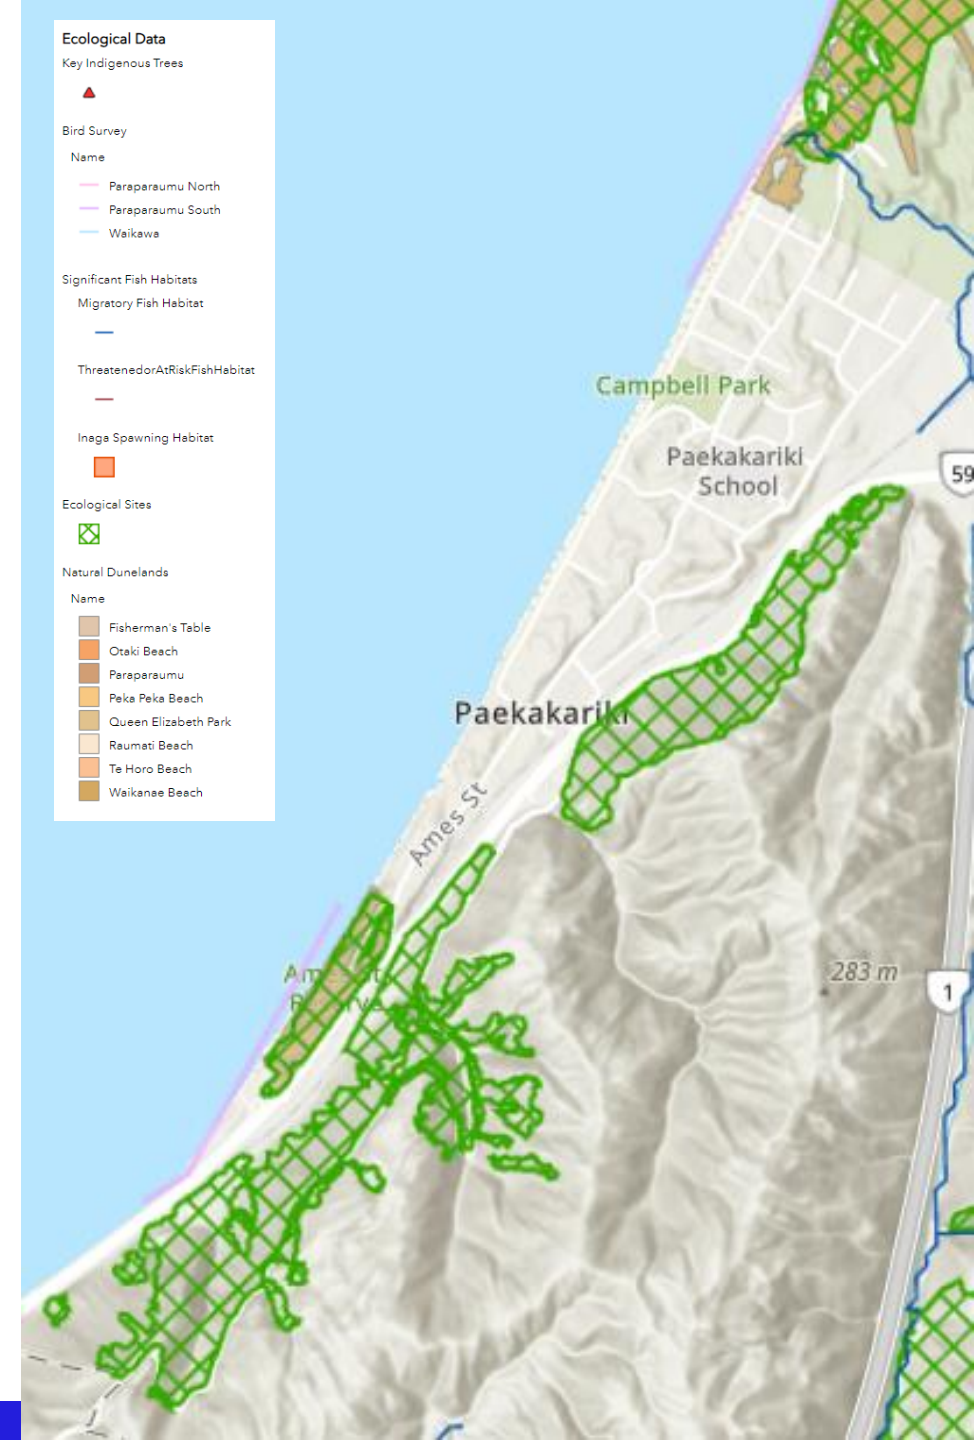 Ecological Data
Key Indigenous Trees
Bird Survey
Name
Paraparaumu North
Paraparaumu South
Waikawa
Significant Fish Habitats
Migratory Fish Habitat
ThreatenedorAtRiskFishHabitat
Inaga Spawning Habitat
Ecological Sites
Natural Dunelands
Name
Fisherman's Table
Otaki Beach
Paraparaumu
Peka Peka Beach
Queen Elizabeth Park
Raumati Beach
Te Horo Beach
Waikanae Beach
Campbell Park
Paekakariki
School
59
Paekakariki
Ames St
283 m
1